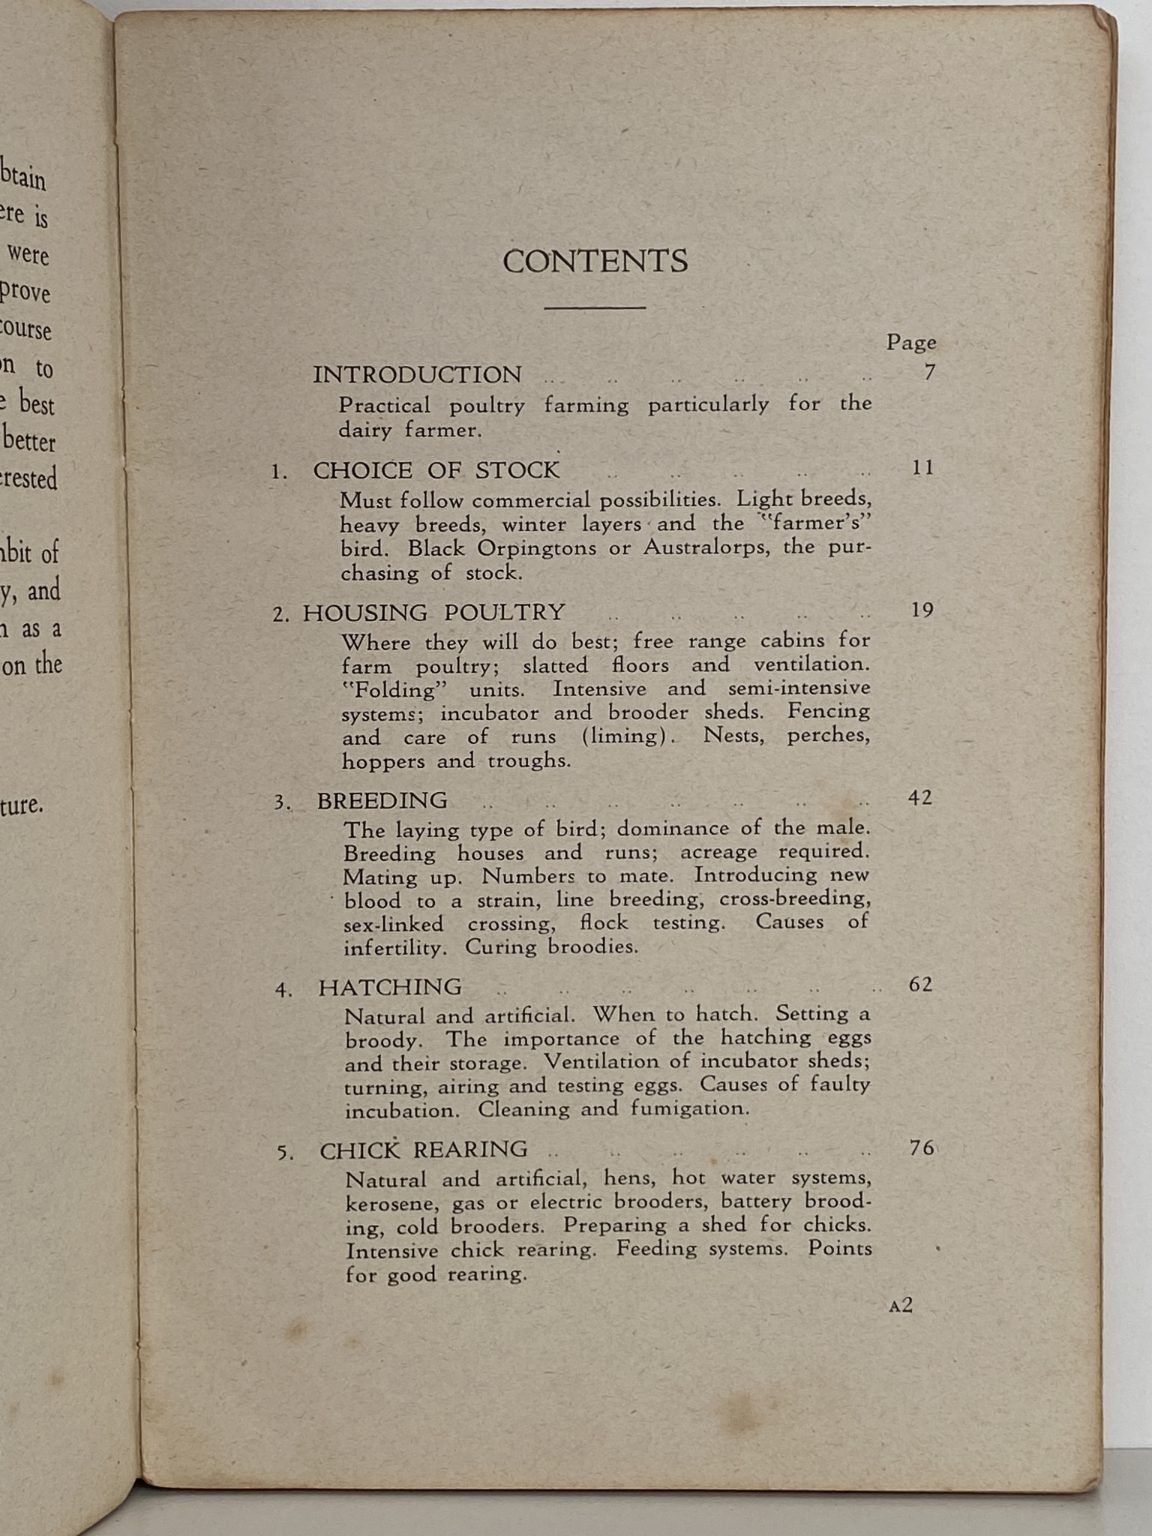 btain
ere is
were
prove
course
on to
e best
better
erested
abit of
y, and
n as a
on the
ture.
CONTENTS
Page
INTRODUCTION .. .. .. .. .. .. 7
Practical poultry farming particularly for the
dairy farmer.
1. CHOICE OF STOCK .. .. .. .. .. 11
Must follow commercial possibilities. Light breeds,
heavy breeds, winter layers and the "farmer's"
bird. Black Orpingtons or Australorps, the pur-
chasing of stock.
2. HOUSING POULTRY .. .. .. .. .. 19
Where they will do best; free range cabins for
farm poultry; slatted floors and ventilation.
"Folding" units. Intensive and semi-intensive
systems; incubator and brooder sheds. Fencing
and care of runs (liming). Nests, perches,
hoppers and troughs.
3. BREEDING .. .. .. .. .. .. .. 42
The laying type of bird; dominance of the male.
Breeding houses and runs; acreage required.
Mating up. Numbers to mate. Introducing new
blood to a strain, line breeding, cross-breeding,
sex-linked crossing, flock testing. Causes of
infertility. Curing broodies.
4. HATCHING .. .. .. .. .. .. .. 62
Natural and artificial. When to hatch. Setting a
broody. The importance of the hatching eggs
and their storage. Ventilation of incubator sheds;
turning, airing and testing eggs. Causes of faulty
incubation. Cleaning and fumigation.
5. CHICK REARING .. .. .. .. .. .. 76
Natural and artificial, hens, hot water systems,
kerosene, gas or electric brooders, battery brood-
ing, cold brooders. Preparing a shed for chicks.
Intensive chick rearing. Feeding systems. Points
for good rearing.
A2